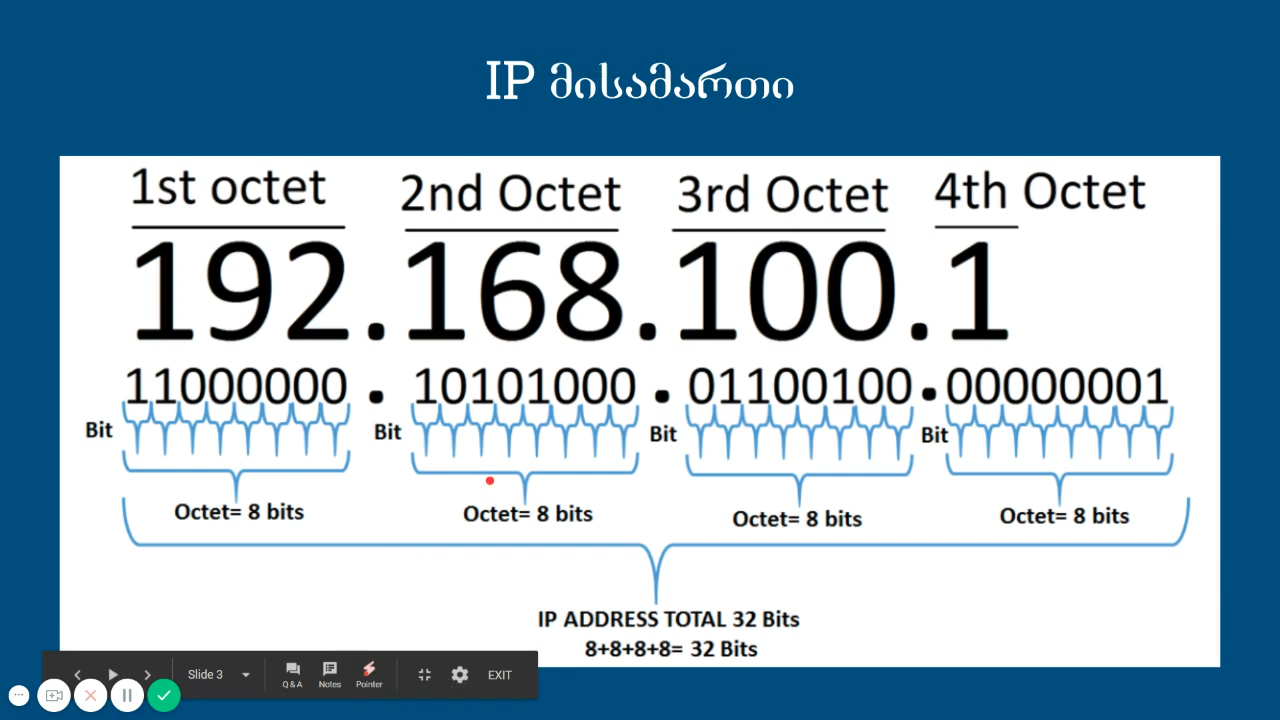 IP მისამართი
1st octet 2nd Octet 3rd Octet 4th Octet
192.168.100.1
11000000 . 10101000 . 01100100 . 00000001
Bit Bit Bit Bit
Octet= 8 bits Octet= 8 bits Octet= 8 bits Octet= 8 bits
IP ADDRESS TOTAL 32 Bits
8+8+8+8= 32 Bits
Slide 3 Q & A Notes Pointer EXIT